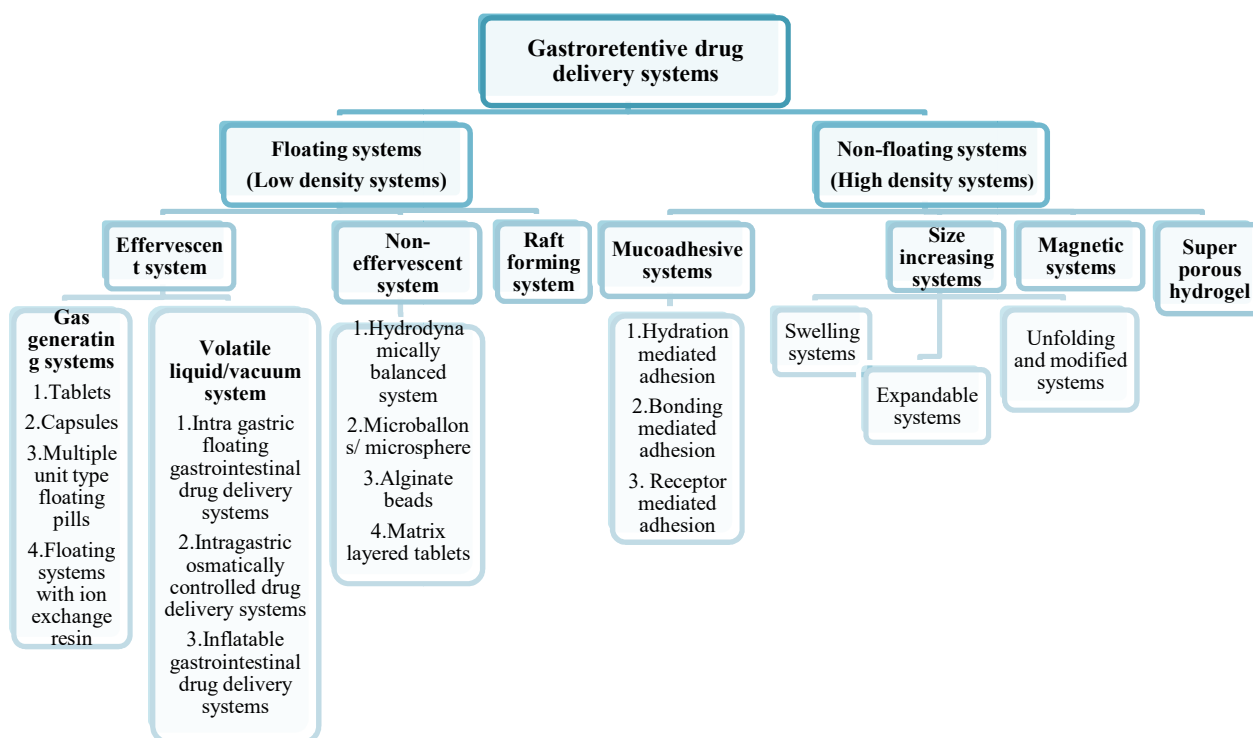 Gastroretentive drug
delivery systems
Floating systems
(Low density systems)
Non-floating systems
(High density systems)
Effervescen
t system
Non-
effervescent
system
Raft
forming
system
Mucoadhesive
systems
Size
increasing
systems
Magnetic
systems
Super
porous
hydrogel
Gas
generatin
g systems
1.Tablets
2.Capsules
3.Multiple
unit type
floating
pills
4.Floating
systems
with ion
exchange
resin
Volatile
liquid/vacuum
system
1.Intra gastric
floating
gastrointestinal
drug delivery
systems
2.Intragastric
osmatically
controlled drug
delivery systems
3.Inflatable
gastrointestinal
drug delivery
systems
1.Hydrodyna
mically
balanced
system
2.Microballon
s/ microsphere
3.Alginate
beads
4.Matrix
layered tablets
1.Hydration
mediated
adhesion
2.Bonding
mediated
adhesion
3. Receptor
mediated
adhesion
Swelling
systems
Expandable
systems
Unfolding
and modified
systems